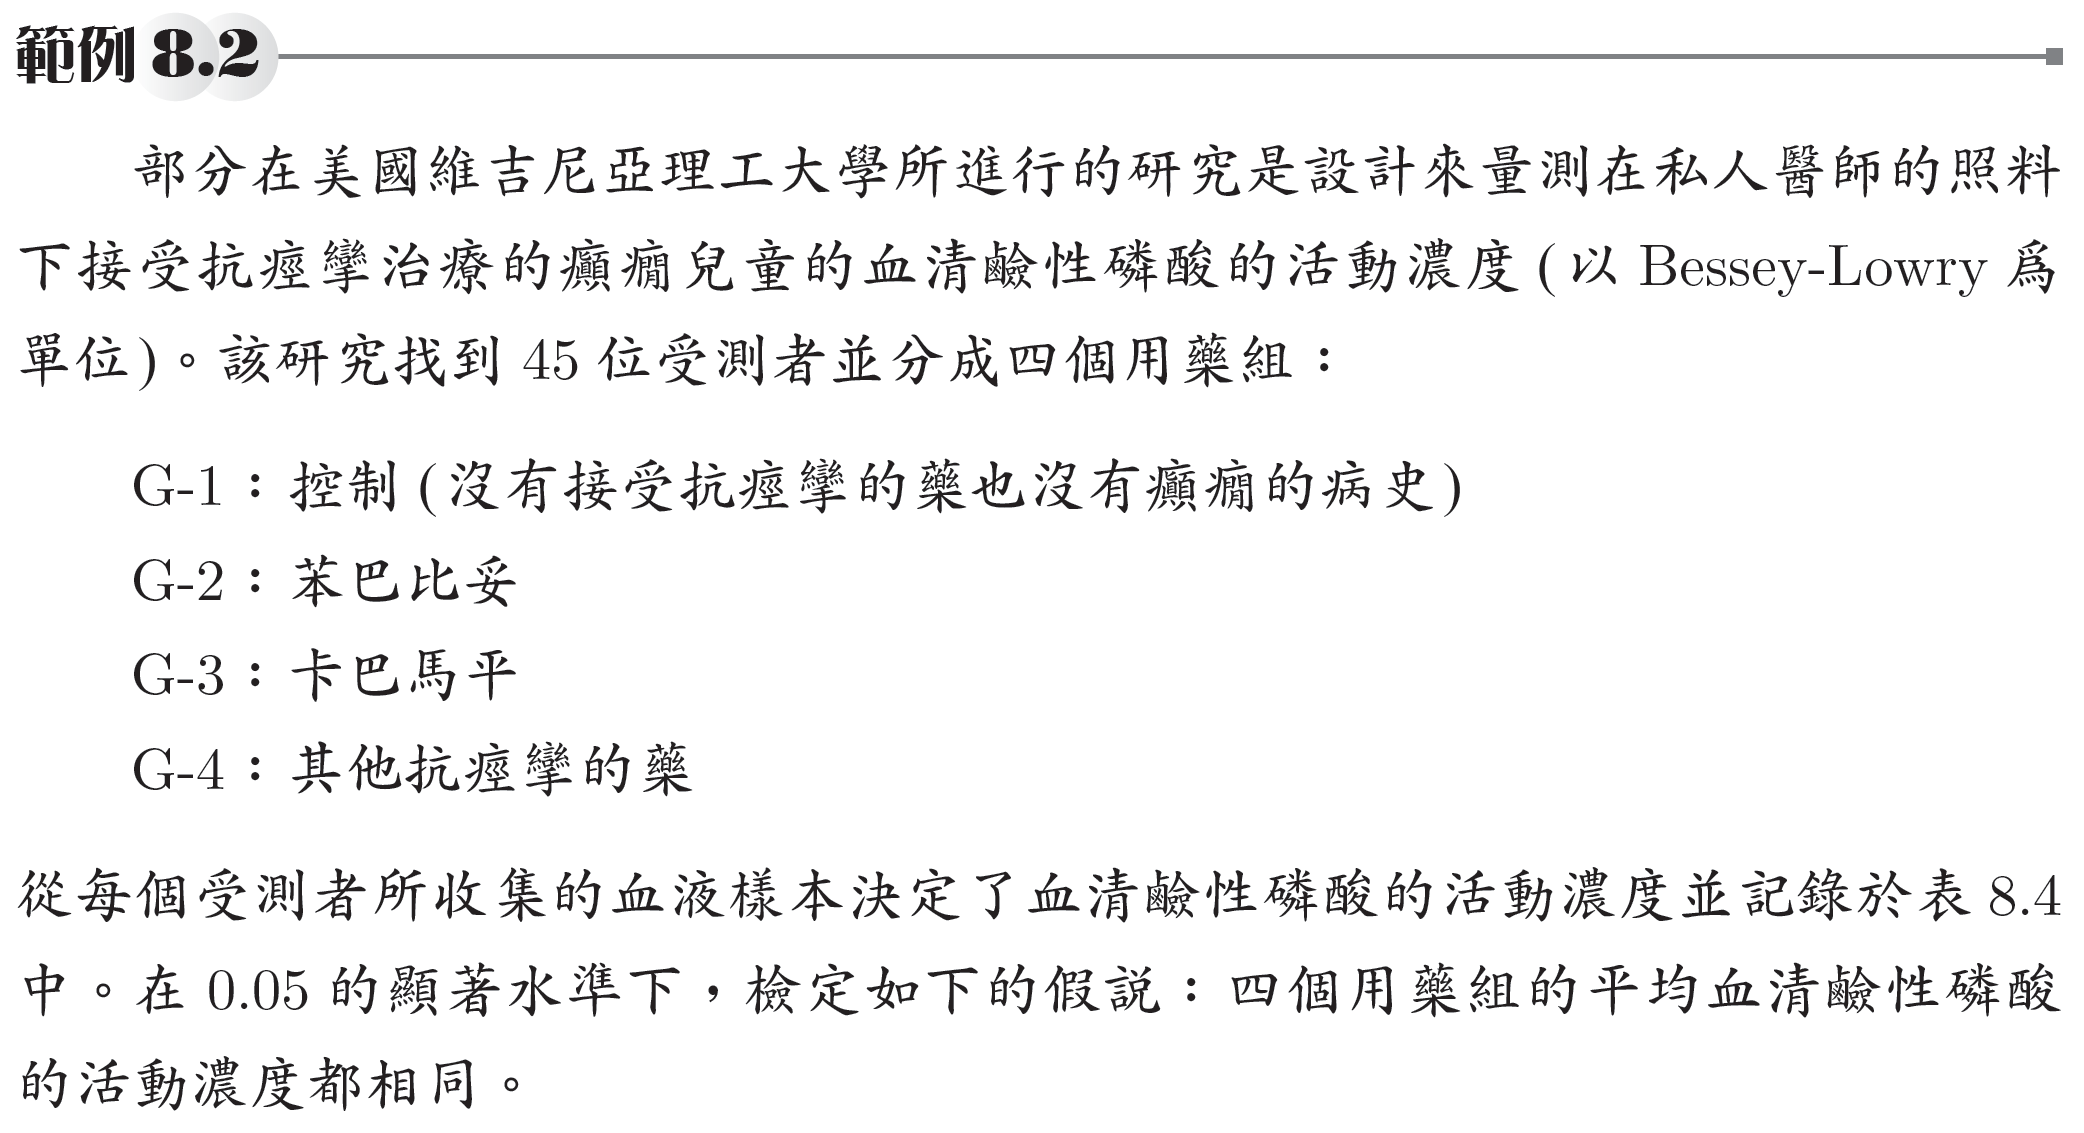 範例 8.2
部分在美國維吉尼亞理工大學所進行的研究是設計來量測在私人醫師的照料
下接受抗痙攣治療的癲癇兒童的血清鹼性磷酸的活動濃度(以 Bessey-Lowry 爲
單位)。該研究找到 45 位受測者並分成四個用藥組：
G-1：控制(沒有接受抗痙攣的藥也沒有癲癇的病史)
G-2：苯巴比妥
G-3：卡巴馬平
G-4：其他抗痙攣的藥
從每個受測者所收集的血液樣本決定了血清鹼性磷酸的活動濃度並記錄於表 8.4
中。在 0.05 的顯著水準下，檢定如下的假說：四個用藥組的平均血清鹼性磷酸
的活動濃度都相同。